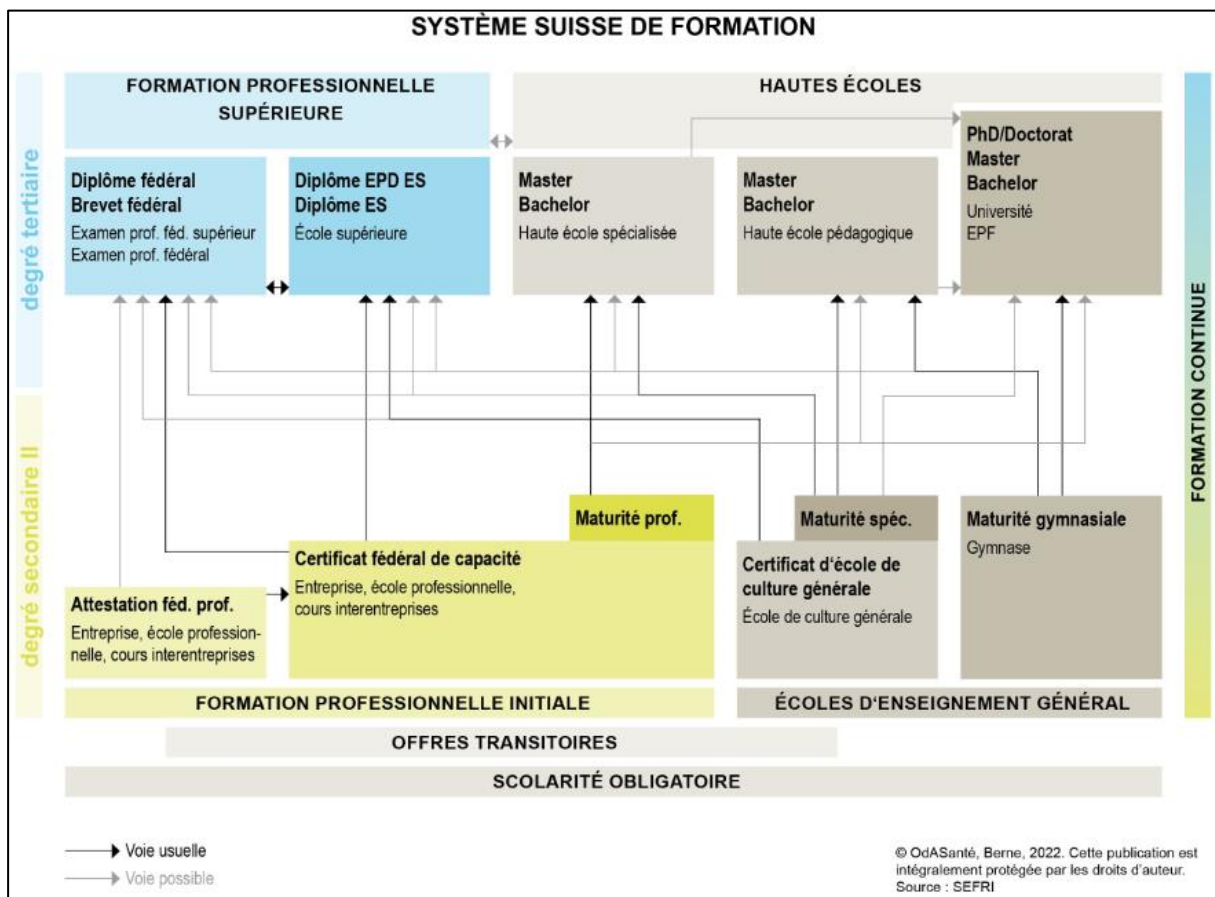 SYSTÈME SUISSE DE FORMATION
FORMATION PROFESSIONNELLE
SUPÉRIEURE
HAUTES ÉCOLES
degré tertiaire
Diplôme fédéral
Brevet fédéral
Examen prof. féd. supérieur
Examen prof. fédéral
Diplôme EPD ES
Diplôme ES
École supérieure
Master
Bachelor
Haute école spécialisée
Master
Bachelor
Haute école pédagogique
PhD/Doctorat
Master
Bachelor
Université
EPF
FORMATION CONTINUE
degré secondaire II
Attestation féd. prof.
Entreprise, école profession-
nelle, cours interentreprises
Maturité prof.
Certificat fédéral de capacité
Entreprise, école professionnelle,
cours interentreprises
Maturité spéc.
Certificat d'école de
culture générale
École de culture générale
Maturité gymnasiale
Gymnase
FORMATION PROFESSIONNELLE INITIALE
ÉCOLES D'ENSEIGNEMENT GÉNÉRAL
OFFRES TRANSITOIRES
SCOLARITÉ OBLIGATOIRE
Voie usuelle
Voie possible
© OdASanté, Berne, 2022. Cette publication est
intégralement protégée par les droits d'auteur.
Source : SEFRI